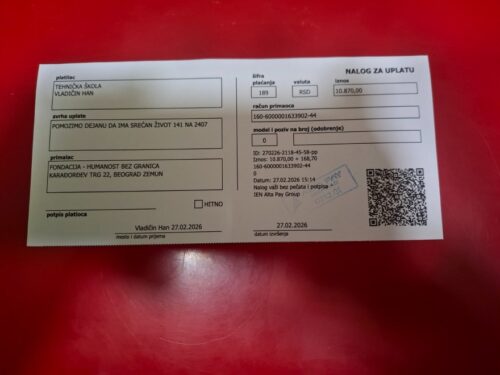 NALOG ZA UPLATU
platilac
TEHNIČKA ŠKOLA
VLADIČIN HAN
svrha uplate
POMOZIMO DEJANU DA IMA SREĆAN ŽIVOT 141 NA 2407
primalac
FONDACIJA - HUMANOST BEZ GRANICA
KARAĐORĐEV TRG 22, BEOGRAD ZEMUN
HITNO
potpis platioca
Vladičin Han 27.02.2026
mesto i datum prijema
šifra
plaćanja
189
valuta
RSD
iznos
10.870,00
račun primaoca
160-6000001633902-44
model i poziv na broj (odobrenje)
0
ID: 270226-2118-45-58-pp
Iznos: 10.870,00 + 168,70
160-6000001633902-44
0
Datum: 27.02.2026 15:14
Nalog važi bez pečata i potpisa
IEN Alta Pay Group
27.02.2026
datum izvršenja